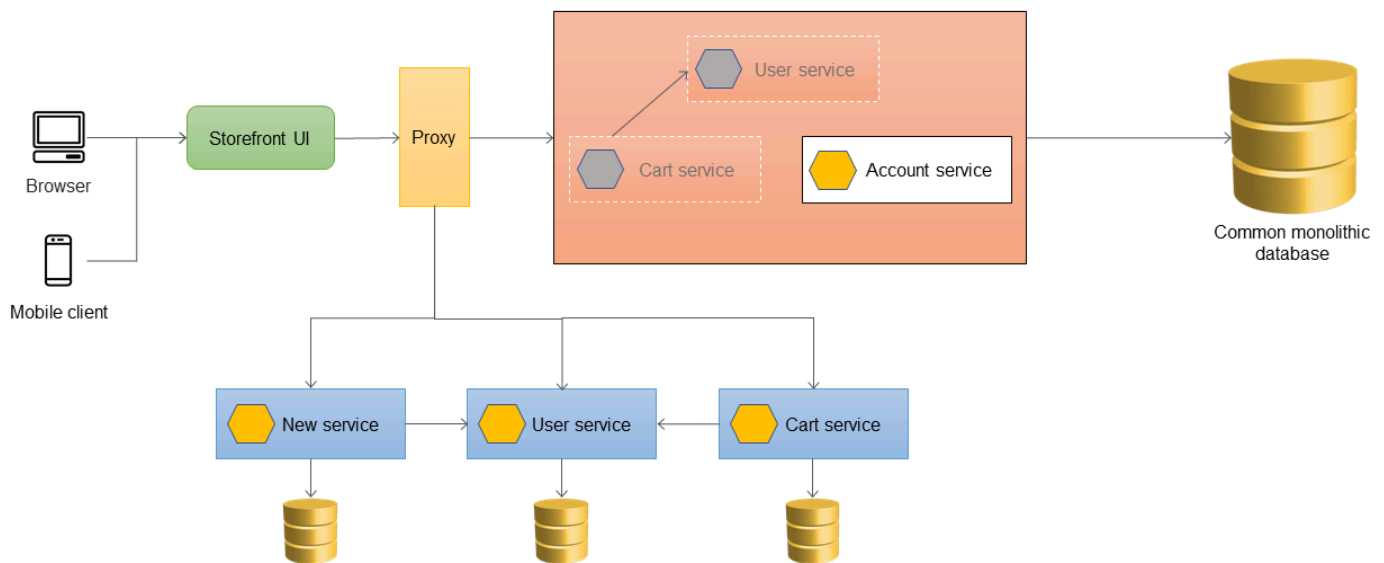 User service
Storefront UI
Proxy
Cart service
Account service
Browser
Common monolithic
database
Mobile client
New service
User service
Cart service